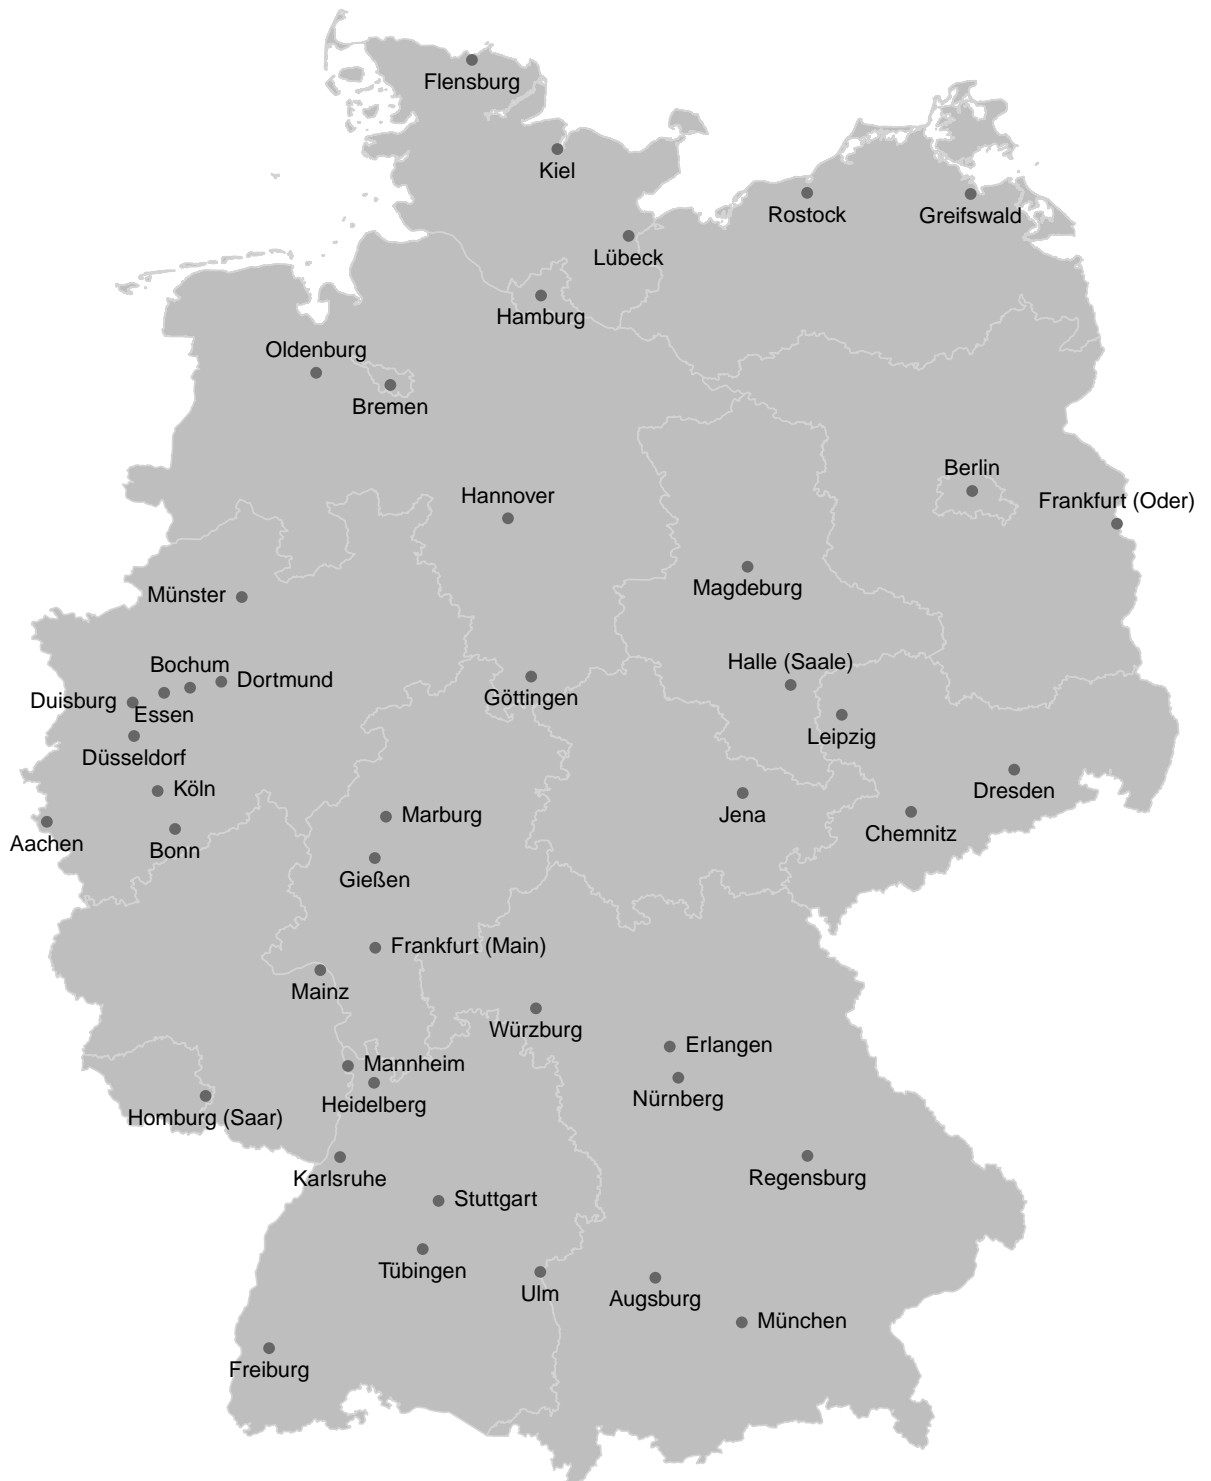 Flensburg
Kiel
Rostock
Greifswald
Lübeck
Hamburg
Oldenburg
Bremen
Berlin
Hannover
Frankfurt (Oder)
Magdeburg
Münster
Halle (Saale)
Bochum
Dortmund
Göttingen
Duisburg
Essen
Leipzig
Düsseldorf
Köln
Dresden
Marburg
Jena
Chemnitz
Aachen
Bonn
Gießen
Frankfurt (Main)
Mainz
Würzburg
Erlangen
Mannheim
Nürnberg
Heidelberg
Homburg (Saar)
Karlsruhe
Regensburg
Stuttgart
Tübingen
Ulm
Augsburg
München
Freiburg